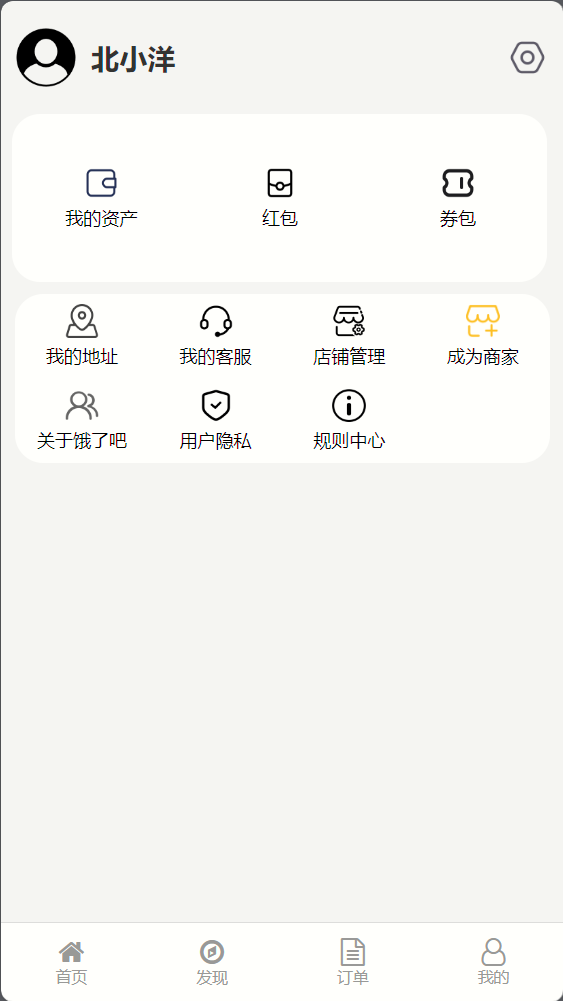 北小洋
我的资产 红包 券包
我的地址 我的客服 店铺管理 成为商家
关于饿了吧 用户隐私 规则中心
首页 发现 订单 我的